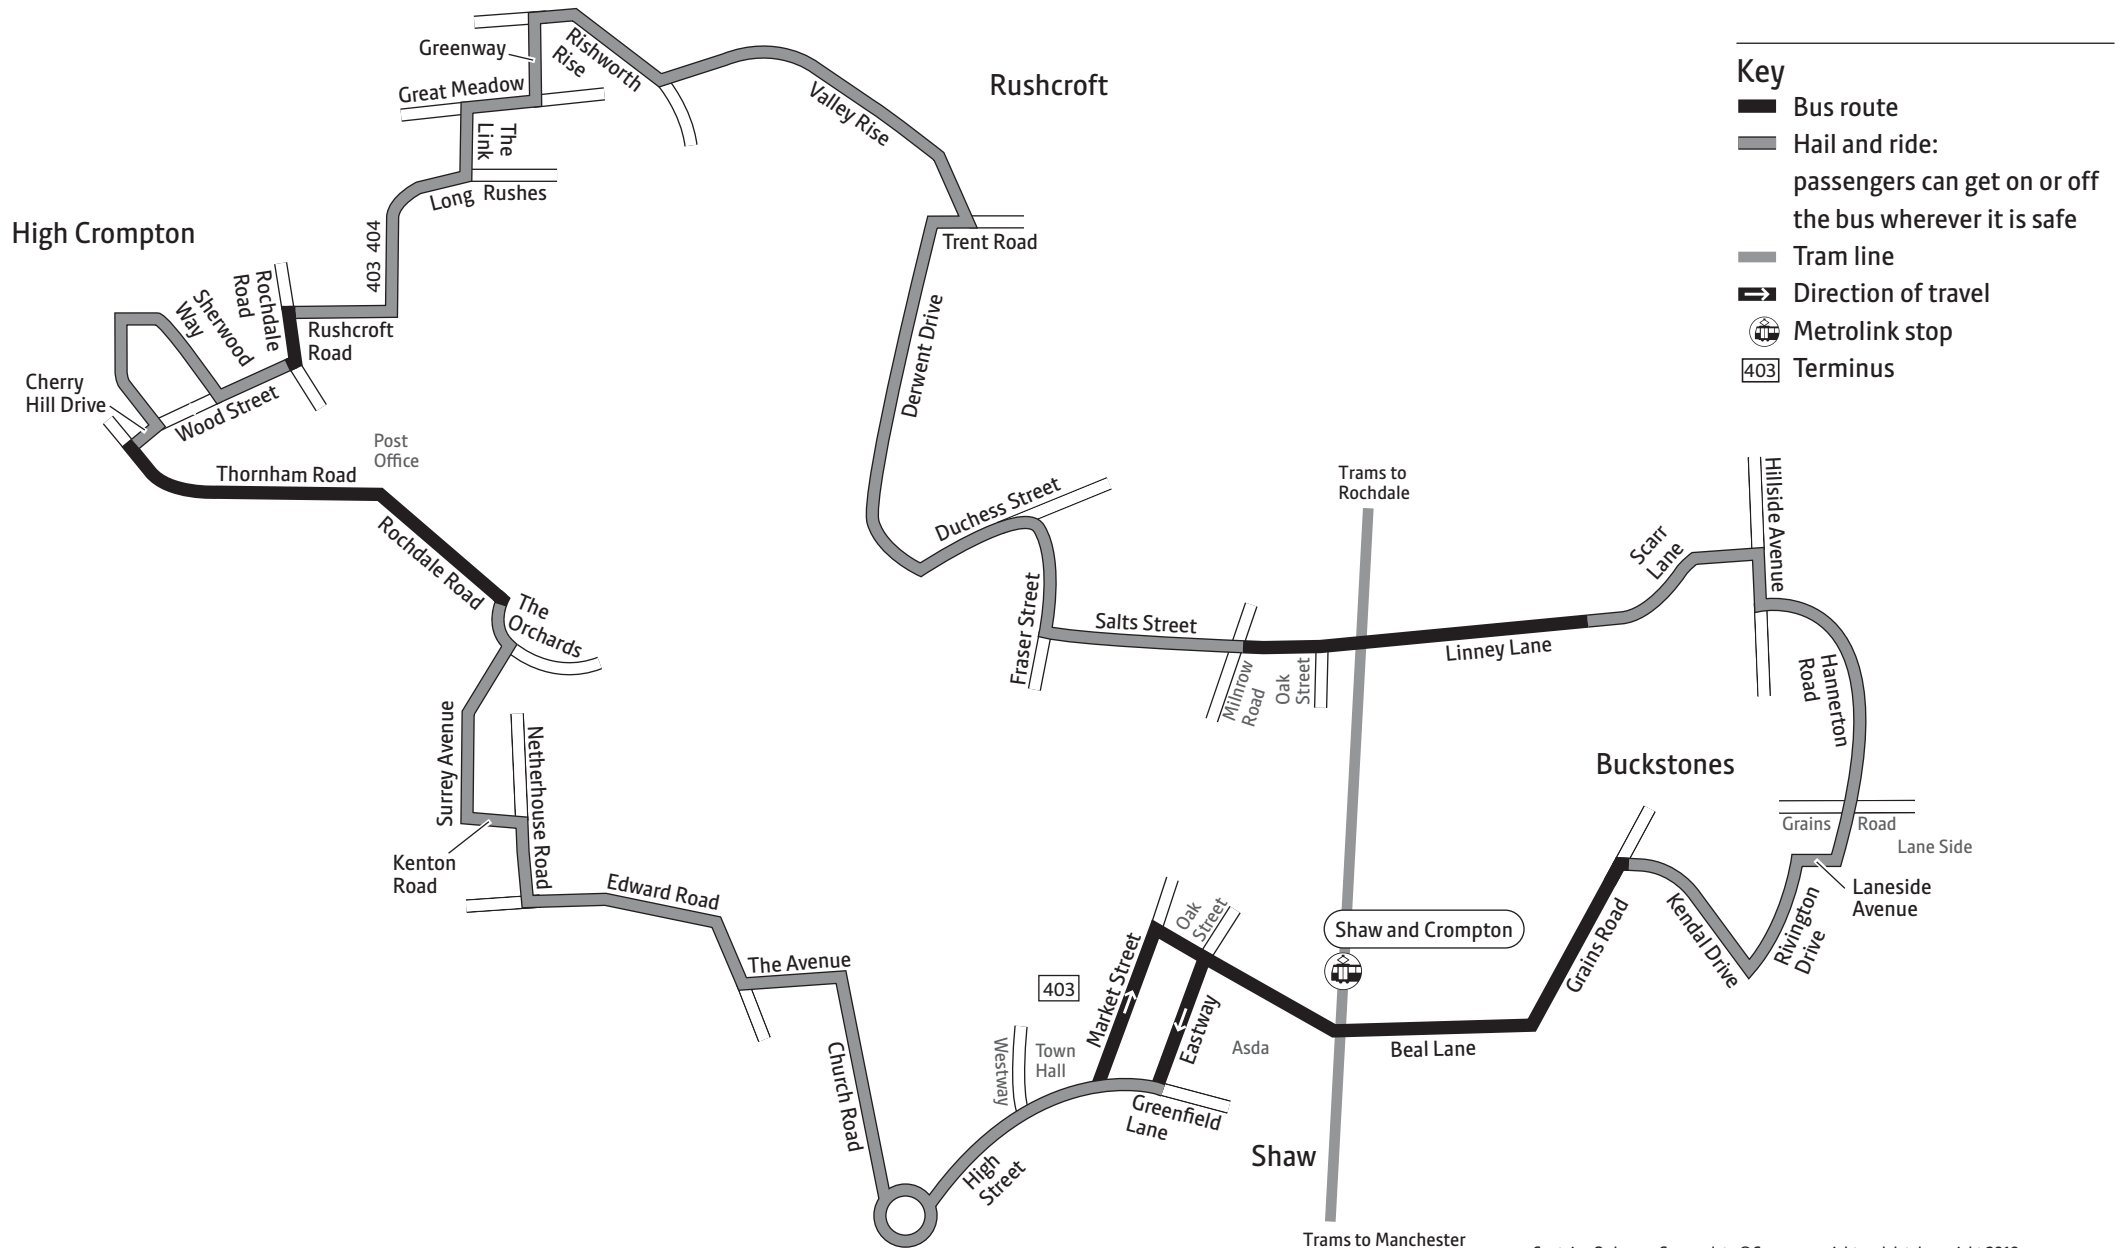 Greenway
Rishworth
Rise
Great Meadow
The
Link
Long Rushes
Rushcroft
Valley Rise
Trent Road
Key
Bus route
Hail and ride:
passengers can get on or off
the bus wherever it is safe
Tram line
Direction of travel
Metrolink stop
403 Terminus
High Crompton
403 404
Rochdale
Road
Sherwood
Way
Rushcroft
Road
Cherry
Hill Drive
Wood Street
Derwent Drive
Post
Office
Thornham Road
Rochdale Road
The
Orchards
Duchess Street
Fraser Street
Salts Street
Milnrow
Road
Oak
Street
Trams to
Rochdale
Linney Lane
Scarr
Lane
Hillside Avenue
Hannerton
Road
Buckstones
Grains Road
Lane Side
Laneside
Avenue
Rivington
Drive
Kendal Drive
Grains Road
Surrey Avenue
Netherhouse Road
Kenton
Road
Edward Road
The Avenue
Church Road
High
Street
Westway
Town
Hall
403
Market Street
Oak
Street
Eastway
Asda
Greenfield
Lane
Shaw and Crompton
Beal Lane
Shaw
Trams to Manchester